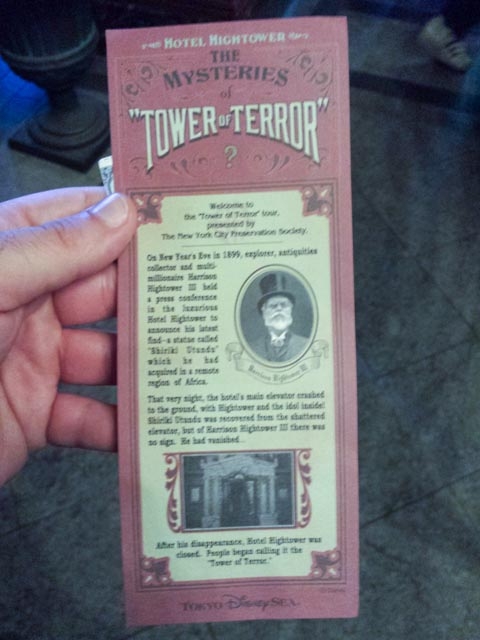 HOTEL HIGHTOWER
THE
MYSTERIES
of
"TOWER OF TERROR"
?
Welcome to
the "Tower of Terror" tour,
presented by
The New York City Preservation Society.
On New Year's Eve in 1899, explorer, antiquities
collector and multi-
millionaire Harrison
Hightower III held
a press conference
in the luxurious
Hotel Hightower to
announce his latest
find—a statue called
"Shiriki Utundu"
which he had
acquired in a remote
region of Africa.
Harrison Hightower III
That very night, the hotel's main elevator crashed
to the ground, with Hightower and the idol inside!
Shiriki Utundu was recovered from the shattered
elevator, but of Harrison Hightower III there was
no sign. He had vanished...
After his disappearance, Hotel Hightower was
closed. People began calling it the
"Tower of Terror."
©Disney
TOKYO DISNEY SEA